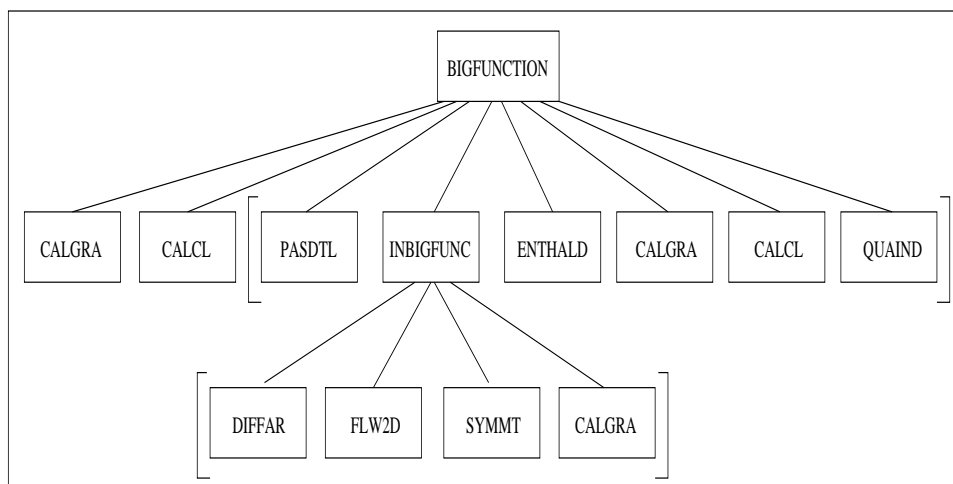 BIGFUNCTION
CALGRA CALCL PASDTL INBIGFUNC ENTHALD CALGRA CALCL QUAIND
DIFFAR FLW2D SYMMT CALGRA